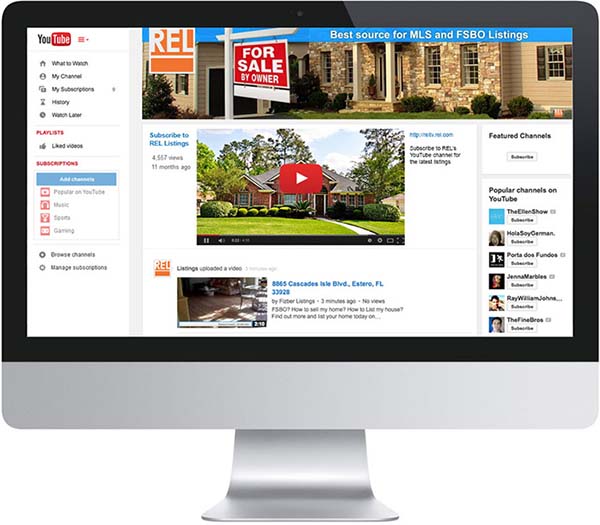 YouTube
What to Watch
My Channel
My Subscriptions
History
Watch Later
PLAYLISTS
Liked videos
SUBSCRIPTIONS
Add channels
Popular on YouTube
Music
Sports
Gaming
Browse channels
Manage subscriptions
REL
FOR
SALE
BY OWNER
Best source for MLS and FSBO Listings
REL
Subscribe to
REL Listings
4,557 views
11 months ago
http://reltv.rel.com
Subscribe to REL's
YouTube channel for
the latest listings
REL
Listings uploaded a video 3 minutes ago
3:10
8865 Cascades Isle Blvd., Estero, FL
33928
by Fizber Listings • 3 minutes ago • No views
FSBO? How to sell my home? How to List my house?
Find out more and list your home today on....
Featured Channels
Subscribe
Popular channels on
YouTube
TheEllenShow
Subscribe
HolaSoyGerman.
Subscribe
Porta dos Fundos
Subscribe
JennaMarbles
Subscribe
RayWilliamJohns...
Subscribe
TheFineBros
Subscribe